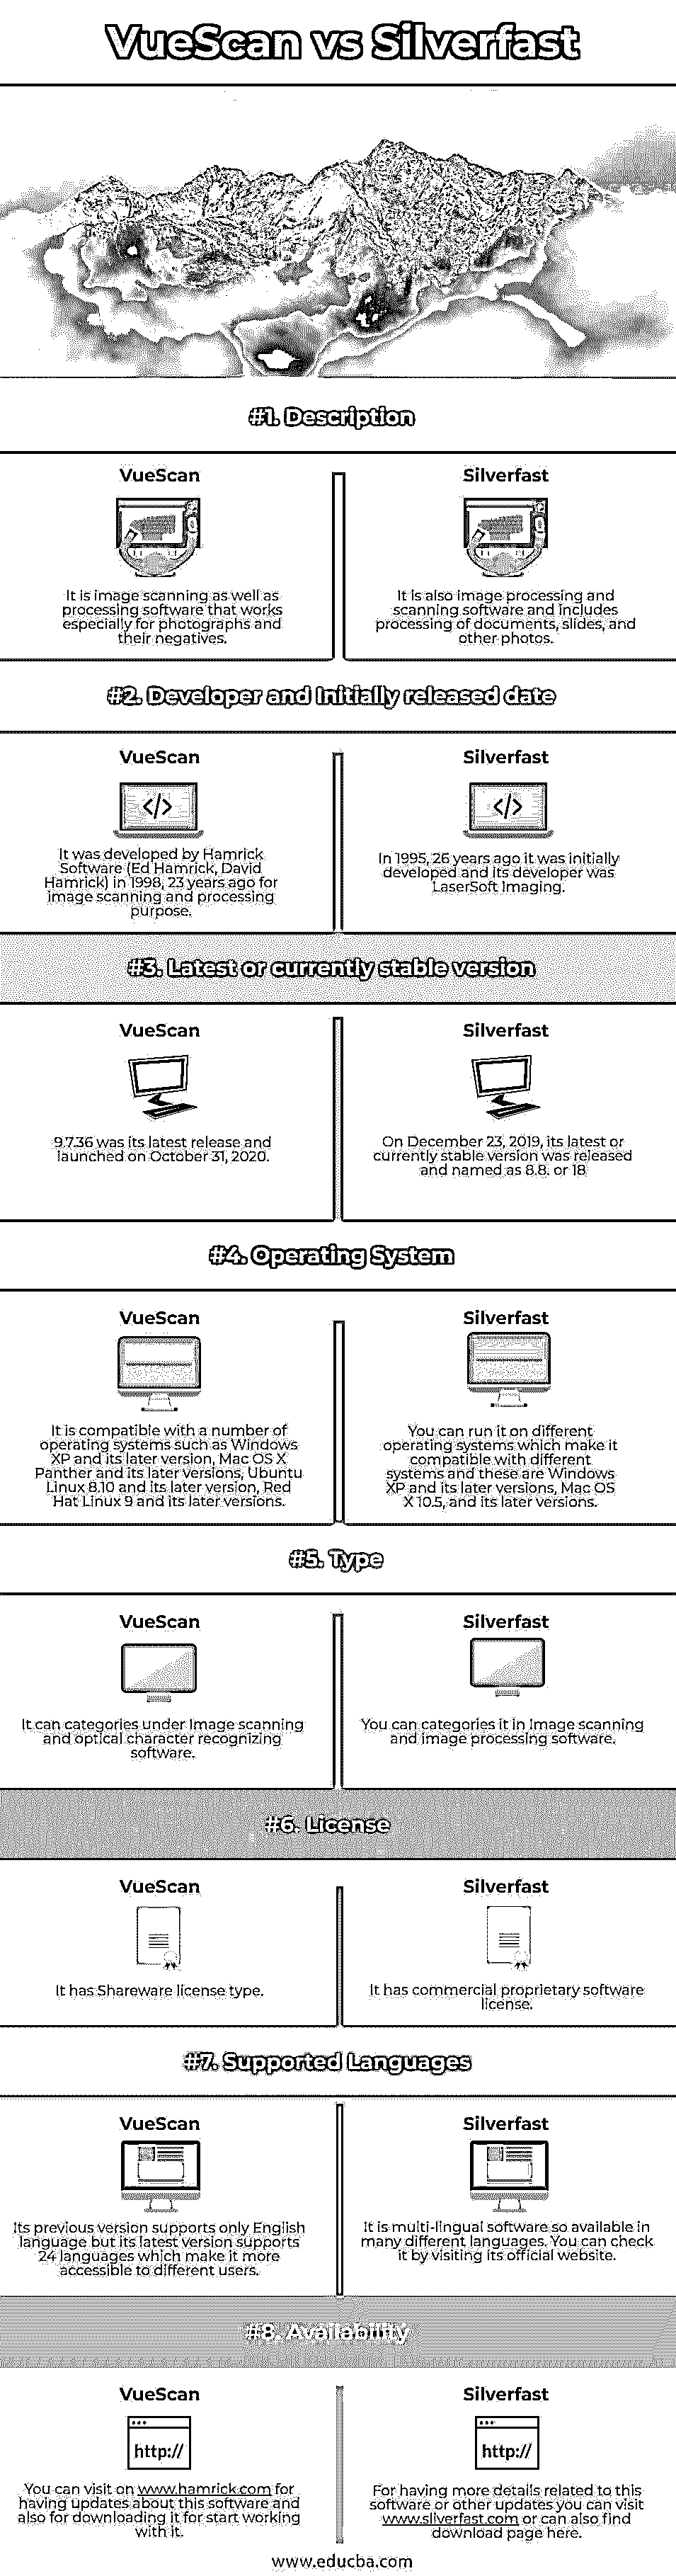 VueScan vs Silverfast
#1. Description
VueScan
It is image scanning as well as
processing software that works
especially for photographs and
their negatives.
Silverfast
It is also image processing and
scanning software and includes
processing of documents, slides, and
other photos.
#2. Developer and Initially released date
VueScan
</>
It was developed by Hamrick
Software (Ed Hamrick, David
Hamrick) in 1998, 23 years ago for
image scanning and processing
purpose.
Silverfast
</>
In 1995, 26 years ago it was initially
developed and its developer was
LaserSoft Imaging.
#3. Latest or currently stable version
VueScan
9.7.36 was its latest release and
launched on October 31, 2020.
Silverfast
On December 23, 2019, its latest or
currently stable version was released
and named as 8.8. or 18
#4. Operating System
VueScan
It is compatible with a number of
operating systems such as Windows
XP and its later version, Mac OS X
Panther and its later versions, Ubuntu
Linux 8.10 and its later version, Red
Hat Linux 9 and its later versions.
Silverfast
You can run it on different
operating systems which make it
compatible with different
systems and these are Windows
XP and its later versions, Mac OS
X 10.5, and its later versions.
#5. Type
VueScan
It can categories under Image scanning
and optical character recognizing
software.
Silverfast
You can categories it in Image scanning
and image processing software.
#6. License
VueScan
It has Shareware license type.
Silverfast
It has commercial proprietary software
license.
#7. Supported Languages
VueScan
Its previous version supports only English
language but its latest version supports
24 languages which make it more
accessible to different users.
Silverfast
It is multi-lingual software so available in
many different languages. You can check
it by visiting its official website.
#8. Availability
VueScan
http://
You can visit on www.hamrick.com for
having updates about this software and
also for downloading it for start working
with it.
Silverfast
http://
For having more details related to this
software or other updates you can visit
www.silverfast.com or can also find
download page here.
www.educba.com